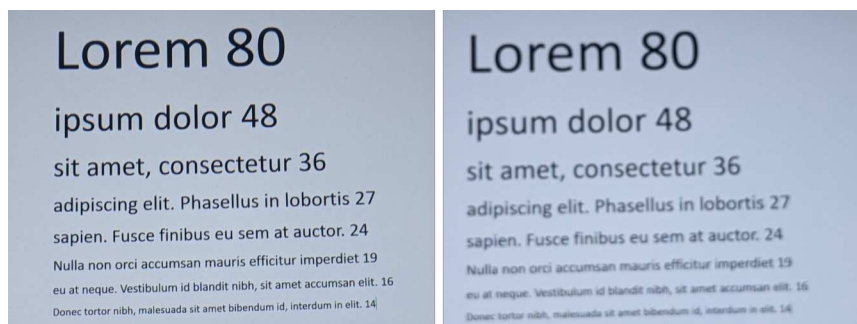 Lorem 80
ipsum dolor 48
sit amet, consectetur 36
adipiscing elit. Phasellus in lobortis 27
sapien. Fusce finibus eu sem at auctor. 24
Nulla non orci accumsan mauris efficitur imperdiet 19
eu at neque. Vestibulum id blandit nibh, sit amet accumsan elit. 16
Donec tortor nibh, malesuada sit amet bibendum id, interdum in elit. 14
Lorem 80
ipsum dolor 48
sit amet, consectetur 36
adipiscing elit. Phasellus in lobortis 27
sapien. Fusce finibus eu sem at auctor. 24
Nulla non orci accumsan mauris efficitur imperdiet 19
eu at neque. Vestibulum id blandit nibh, sit amet accumsan elit. 16
Donec tortor nibh, malesuada sit amet bibendum id, interdum in elit. 14